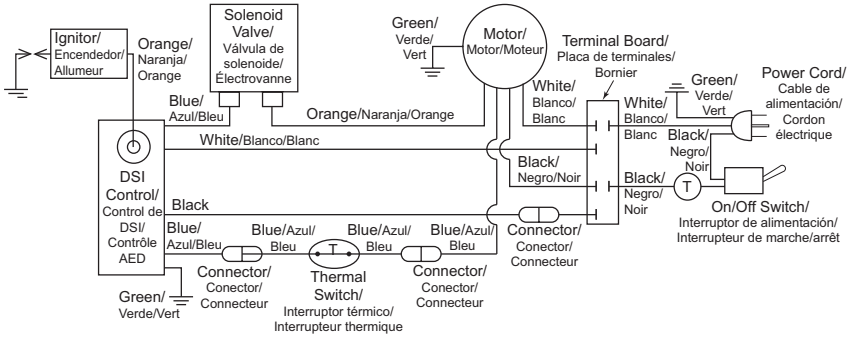 Ignitor/
Encendedor/
Allumeur
Orange/
Naranja/
Orange
Solenoid
Valve/
Válvula de
solenoide/
Électrovanne
Green/
Verde/
Vert
Motor/
Motor/Moteur
Terminal Board/
Placa de terminales/
Bornier
Green/
Verde/
Vert
Power Cord/
Cable de
alimentación/
Cordon
électrique
Blue/
Azul/Bleu
Orange/Naranja/Orange
White/
Blanco/
Blanc
White/
Blanco/
Blanc
White/Blanco/Blanc
Black/
Negro/
Noir
DSI
Control/
Control de
DSI/
Contrôle
AED
Black/
Negro/Noir
Black/
Negro/
Noir
T
On/Off Switch/
Interruptor de alimentación/
Interrupteur de marche/arrêt
Black
Connector/
Conector/
Connecteur
Blue/
Azul/Bleu
Blue/Azul/
Bleu
T
Blue/Azul/
Bleu
Blue/Azul/
Bleu
Connector/
Conector/
Connecteur
Thermal
Switch/
Interruptor térmico/
Interrupteur thermique
Connector/
Conector/
Connecteur
Green/
Verde/Vert